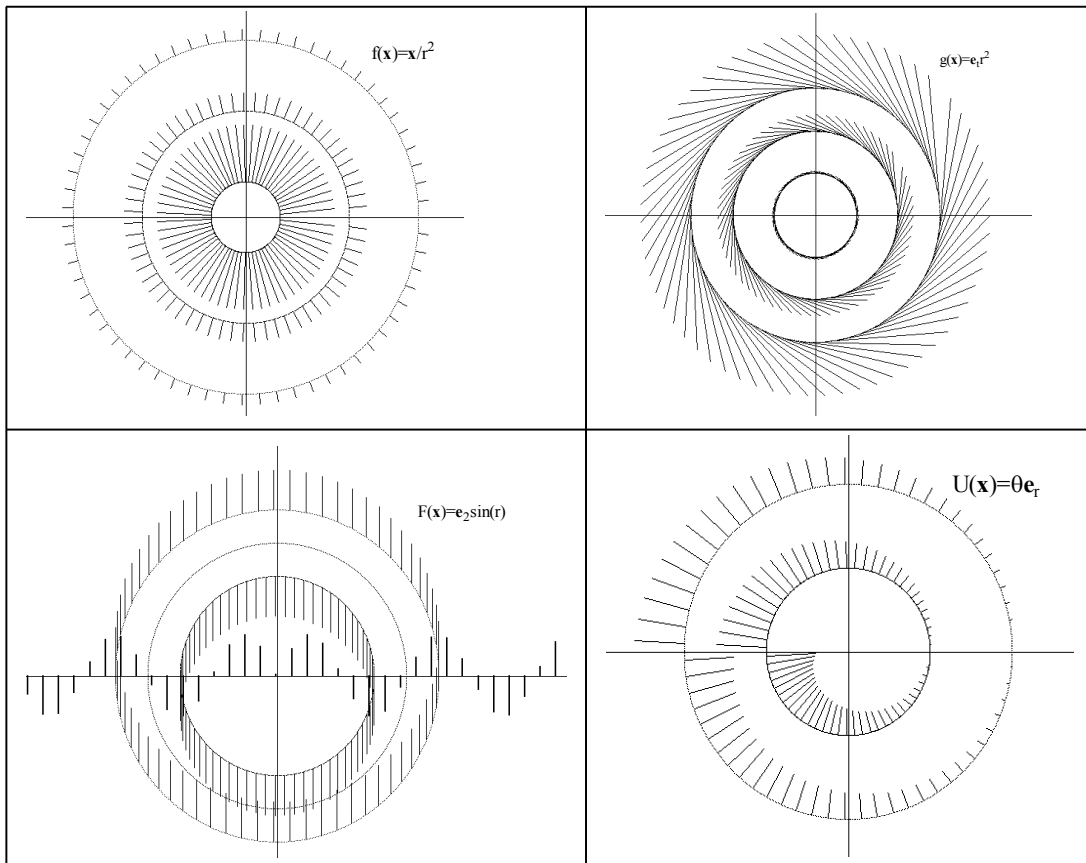 f(x)=x/r²
g(x)=eₜr²
F(x)=e₂sin(r)
U(x)=θeᵣ